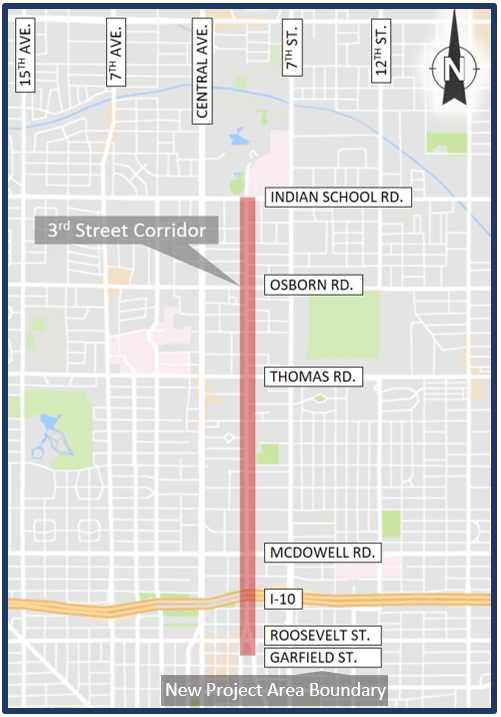 15TH AVE.
7TH AVE.
CENTRAL AVE.
7TH ST.
12TH ST.
N
INDIAN SCHOOL RD.
3rd Street Corridor
OSBORN RD.
THOMAS RD.
MCDOWELL RD.
I-10
ROOSEVELT ST.
GARFIELD ST.
New Project Area Boundary